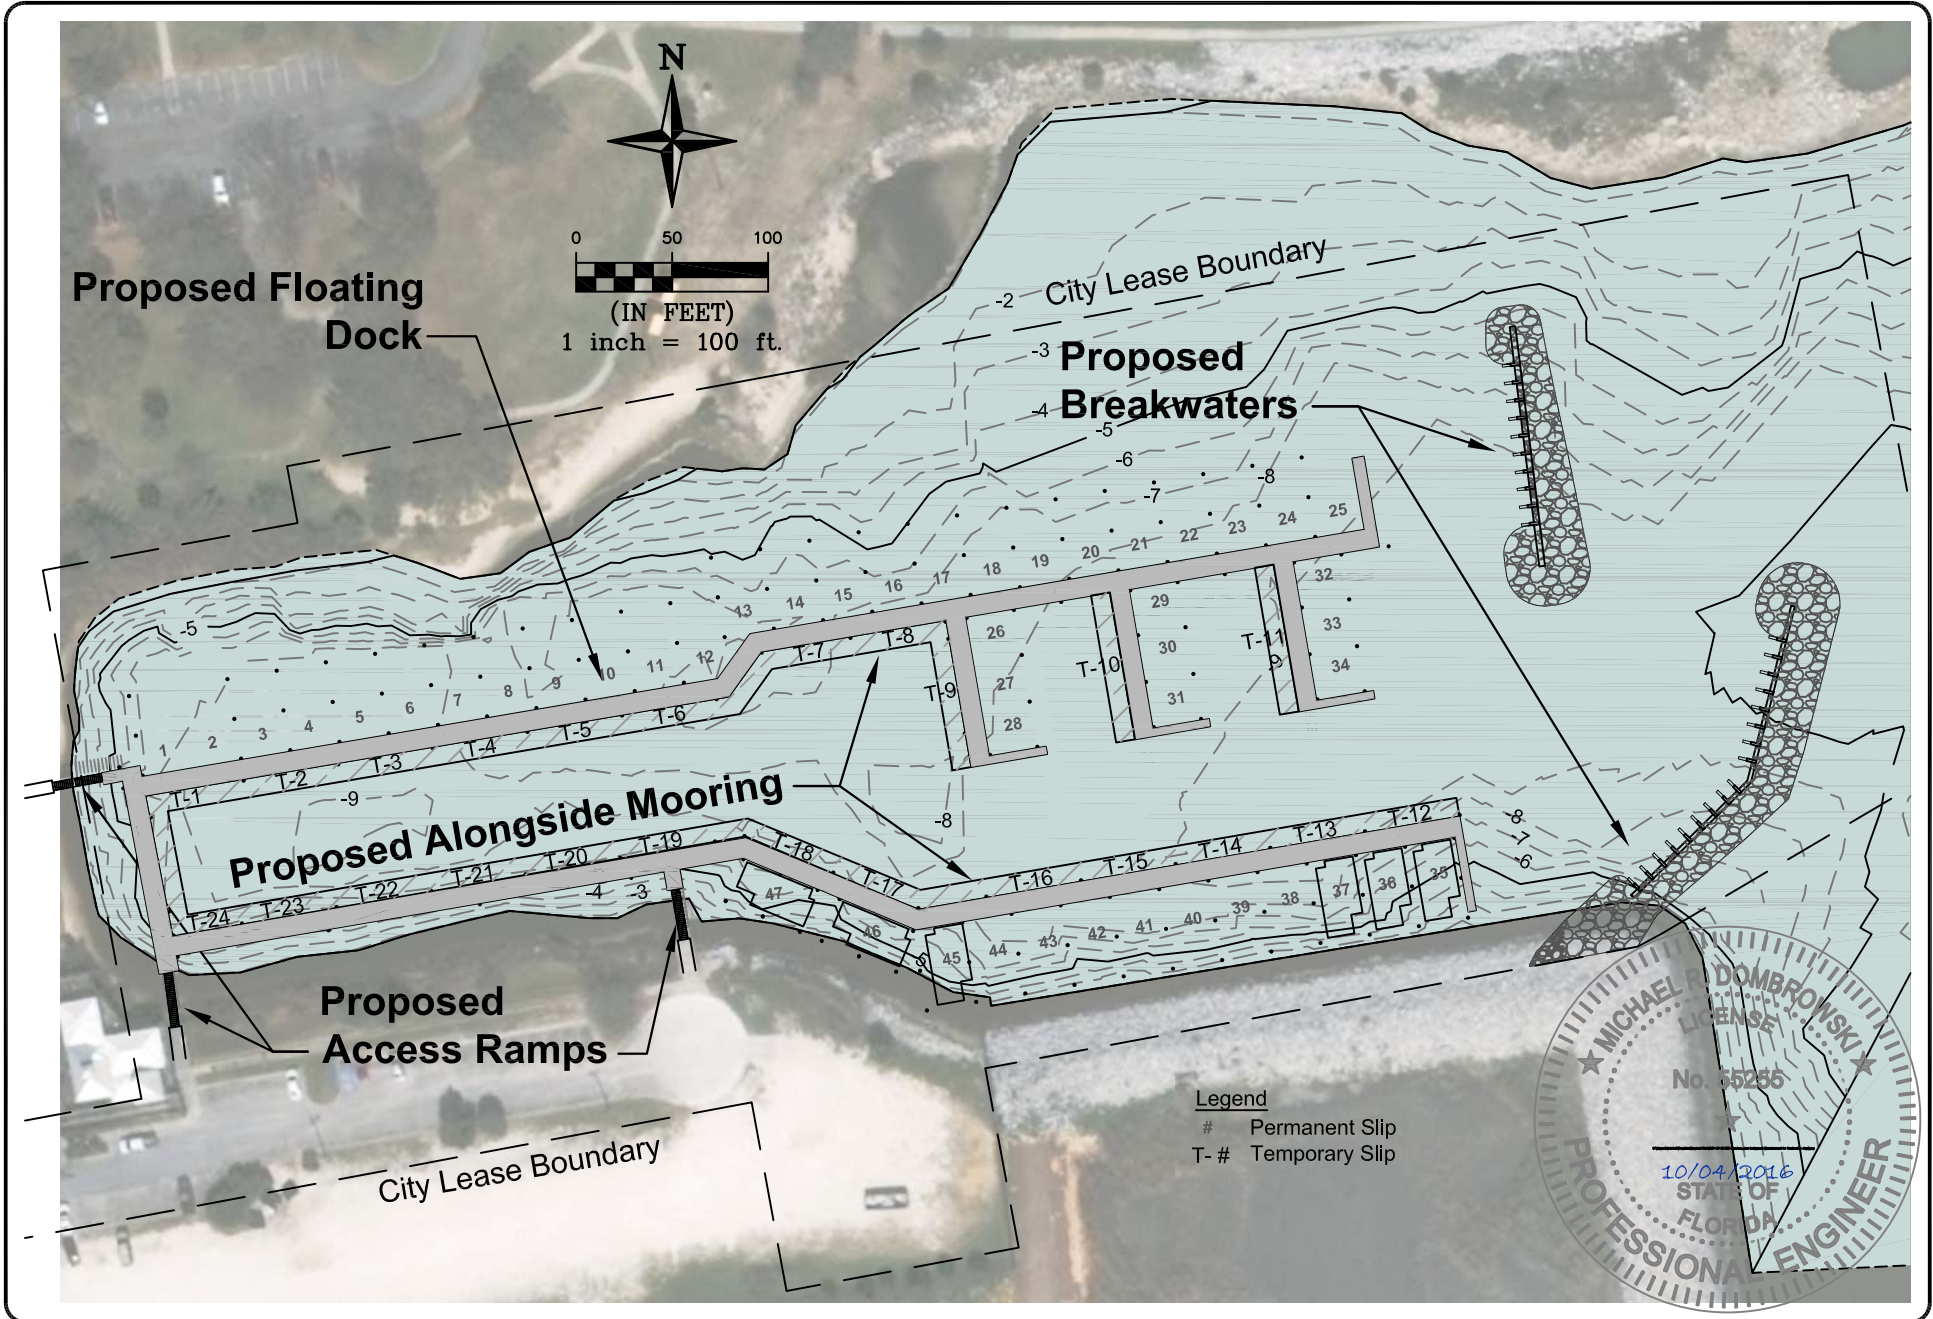 N
0 50 100
(IN FEET)
1 inch = 100 ft.
Proposed Floating
Dock
City Lease Boundary
-2
-3
-4
-5
-6
-7
-8
Proposed
Breakwaters
-5
1 2 3 4 5 6 7 8 9 10 11 12 13 14 15 16 17 18 19 20 21 22 23 24 25
26
27
28
29
30
31
32
33
34
T-1 T-2 T-3 T-4 T-5 T-6 T-7 T-8
T-9
T-10
T-11
9
-9
-8
Proposed Alongside Mooring
T-24 T-23 T-22 T-21 T-20 T-19 T-18 T-17 T-16 T-15 T-14 T-13 T-12
-8
-7
-6
-4 -3
47 46 45 44 43 42 41 40 39 38 37 36 35
-5
Proposed
Access Ramps
City Lease Boundary
Legend
# Permanent Slip
T- # Temporary Slip
MICHAEL R. DOMBROWSKI
LICENSE
No. 55255
10/04/2016
STATE OF
FLORIDA
PROFESSIONAL ENGINEER